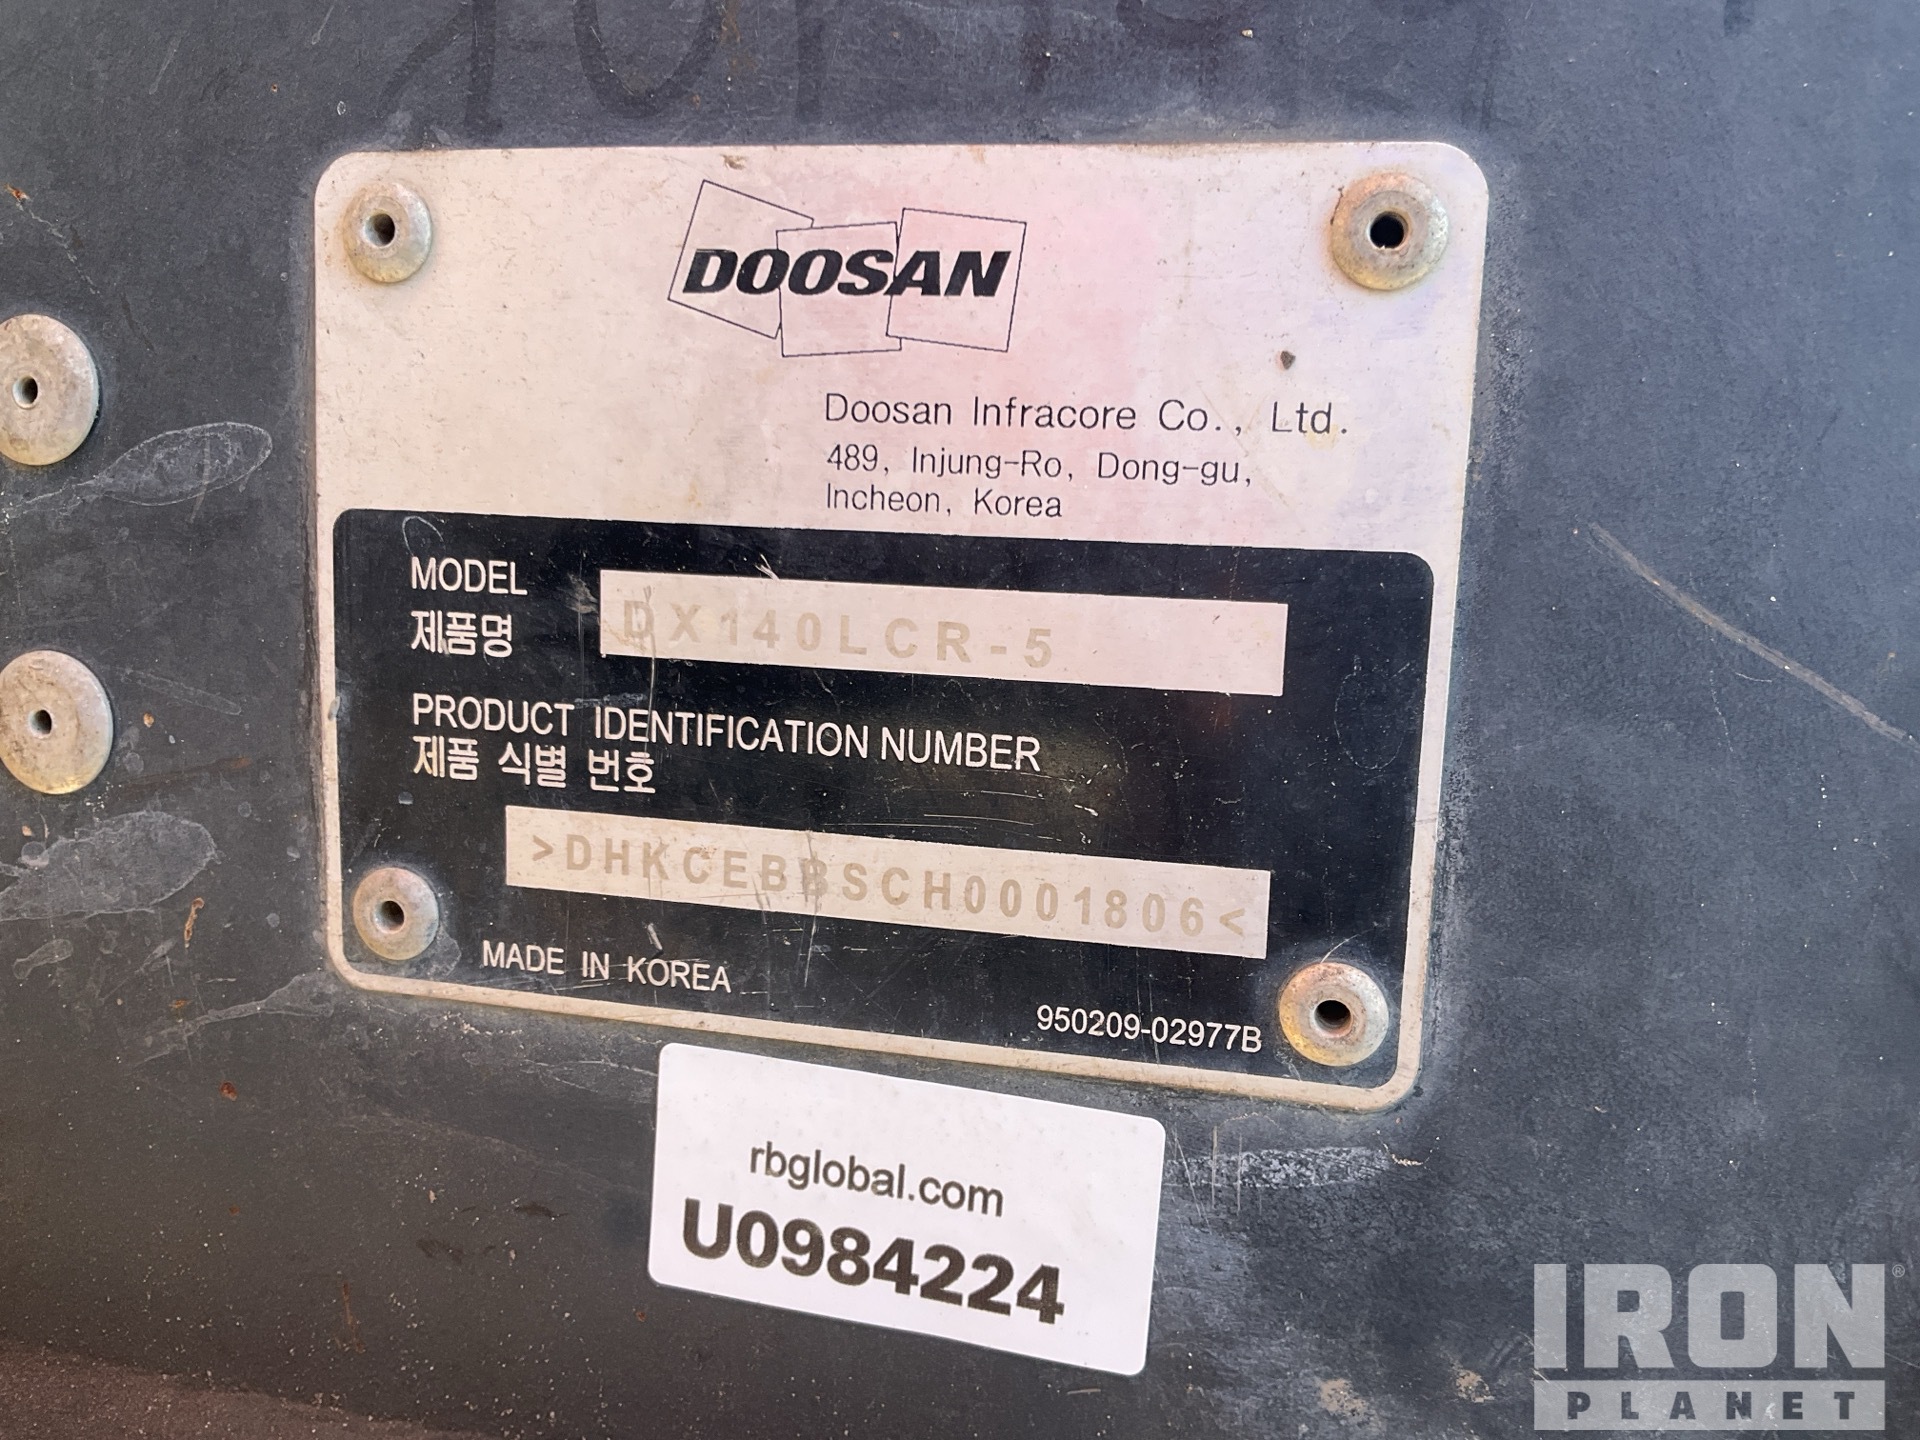 DOOSAN
Doosan Infracore Co., Ltd.
489, Injung-Ro, Dong-gu,
Incheon, Korea
MODEL
제품명
DX140LCR-5
PRODUCT IDENTIFICATION NUMBER
제품 식별 번호
>DHKCEBBSCH0001806<
MADE IN KOREA
950209-02977B
rbglobal.com
U0984224
IRON®
PLANET